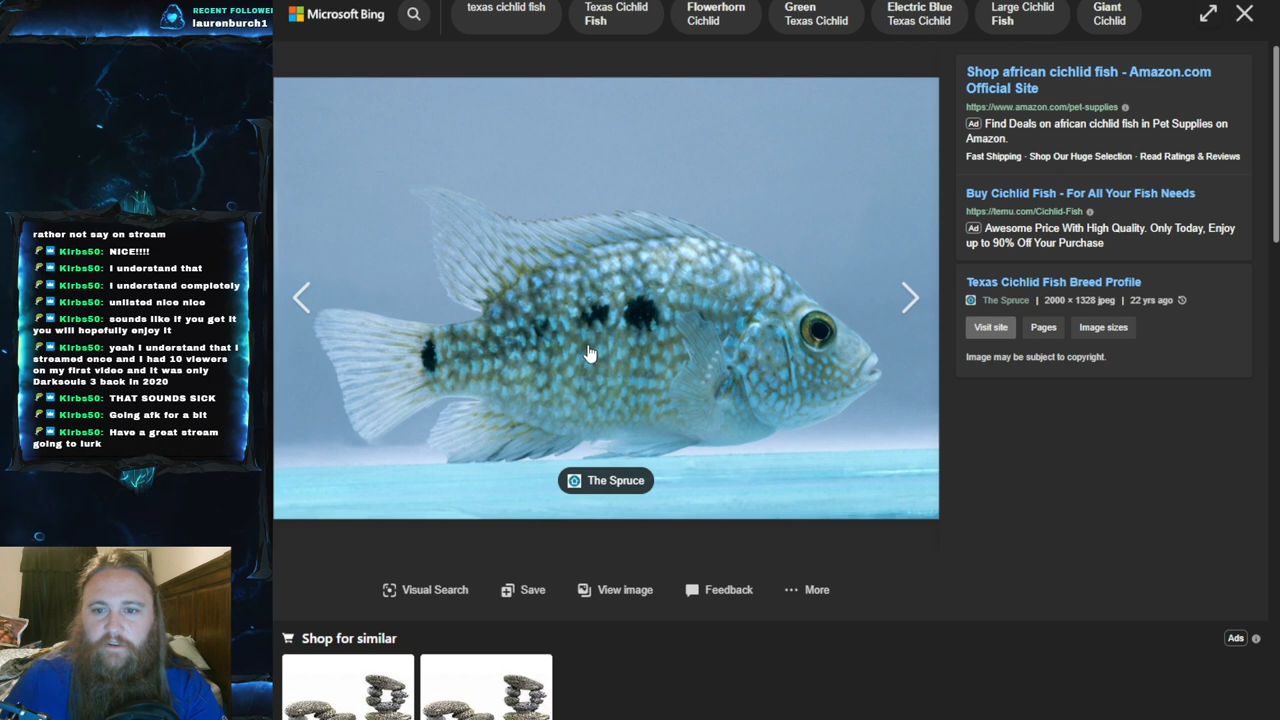 RECENT FOLLOWER
laurenburch1
Microsoft Bing
texas cichlid fish
Texas Cichlid
Fish
Flowerhorn
Cichlid
Green
Texas Cichlid
Electric Blue
Texas Cichlid
Large Cichlid
Fish
Giant
Cichlid
rather not say on stream
Kirbs50: NICE!!!!
Kirbs50: I understand that
Kirbs50: I understand completely
Kirbs50: unlisted nice nice
Kirbs50: sounds like if you get it
you will hopefully enjoy it
Kirbs50: yeah I understand that I
streamed once and I had 10 viewers
on my first video and it was only
Darksouls 3 back in 2020
Kirbs50: THAT SOUNDS SICK
Kirbs50: Going afk for a bit
Kirbs50: Have a great stream
going to lurk
The Spruce
Visual Search
Save
View image
Feedback
More
Shop for similar
Ads
Shop african cichlid fish - Amazon.com
Official Site
https://www.amazon.com/pet-supplies
Ad Find Deals on african cichlid fish in Pet Supplies on
Amazon.
Fast Shipping · Shop Our Huge Selection · Read Ratings & Reviews
Buy Cichlid Fish - For All Your Fish Needs
https://temu.com/Cichlid-Fish
Ad Awesome Price With High Quality. Only Today, Enjoy
up to 90% Off Your Purchase
Texas Cichlid Fish Breed Profile
The Spruce | 2000 × 1328 jpeg | 22 yrs ago
Visit site
Pages
Image sizes
Image may be subject to copyright.